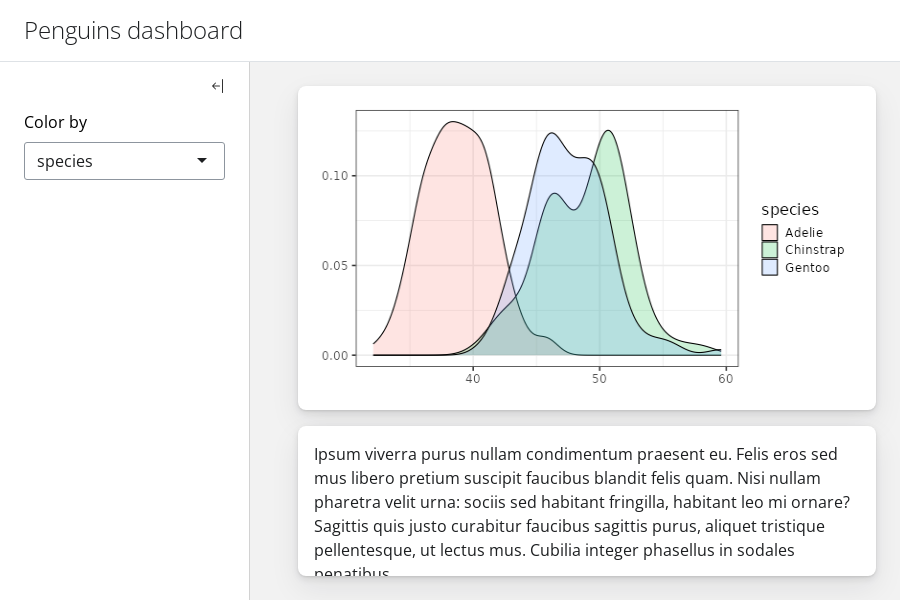 Penguins dashboard
Color by
species
0.10
0.05
0.00
40 50 60
species
Adelie
Chinstrap
Gentoo
Ipsum viverra purus nullam condimentum praesent eu. Felis eros sed
mus libero pretium suscipit faucibus blandit felis quam. Nisi nullam
pharetra velit urna: sociis sed habitant fringilla, habitant leo mi ornare?
Sagittis quis justo curabitur faucibus sagittis purus, aliquet tristique
pellentesque, ut lectus mus. Cubilia integer phasellus in sodales
penatibus